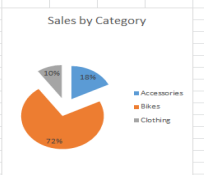 Sales by Category
10%
18%
Accessories
Bikes
Clothing
72%